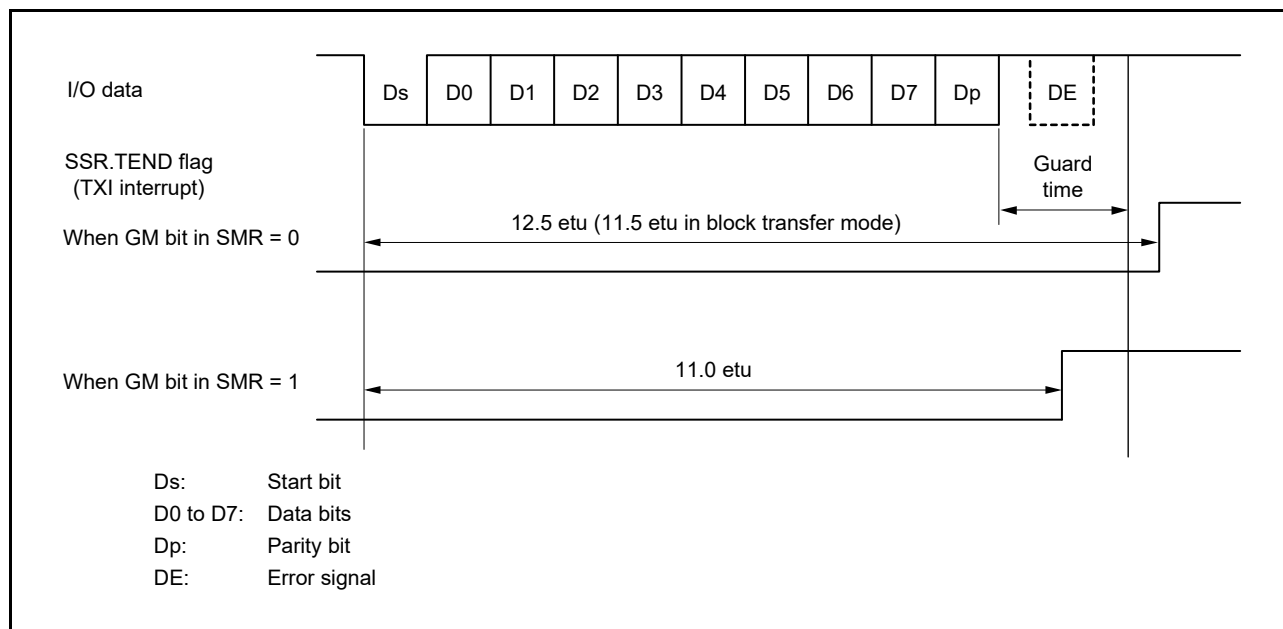 I/O data
Ds D0 D1 D2 D3 D4 D5 D6 D7 Dp DE
SSR.TEND flag
(TXI interrupt)
Guard
time
When GM bit in SMR = 0
12.5 etu (11.5 etu in block transfer mode)
When GM bit in SMR = 1
11.0 etu
Ds: Start bit
D0 to D7: Data bits
Dp: Parity bit
DE: Error signal